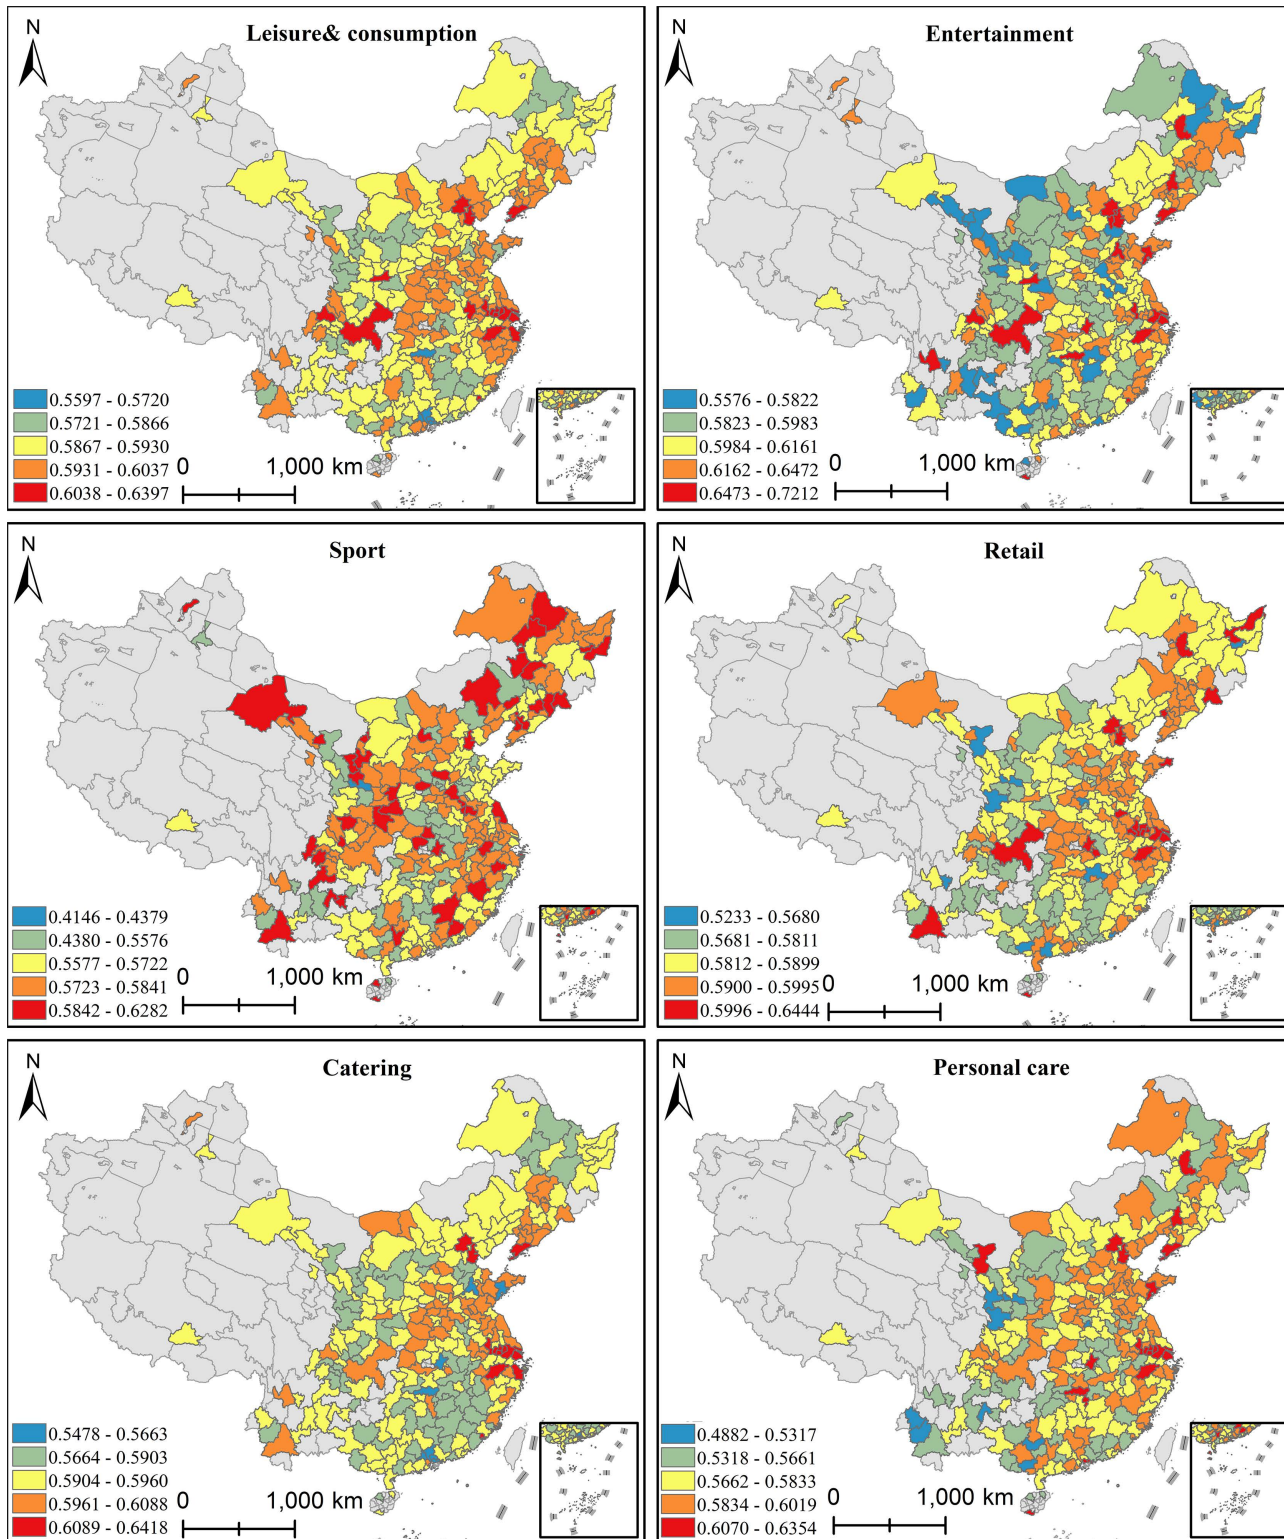 N
Leisure& consumption
0.5597 - 0.5720
0.5721 - 0.5866
0.5867 - 0.5930
0.5931 - 0.6037
0.6038 - 0.6397
0 1,000 km
N
Entertainment
0.5576 - 0.5822
0.5823 - 0.5983
0.5984 - 0.6161
0.6162 - 0.6472
0.6473 - 0.7212
0 1,000 km
N
Sport
0.4146 - 0.4379
0.4380 - 0.5576
0.5577 - 0.5722
0.5723 - 0.5841
0.5842 - 0.6282
0 1,000 km
N
Retail
0.5233 - 0.5680
0.5681 - 0.5811
0.5812 - 0.5899
0.5900 - 0.5995
0.5996 - 0.6444
0 1,000 km
N
Catering
0.5478 - 0.5663
0.5664 - 0.5903
0.5904 - 0.5960
0.5961 - 0.6088
0.6089 - 0.6418
0 1,000 km
N
Personal care
0.4882 - 0.5317
0.5318 - 0.5661
0.5662 - 0.5833
0.5834 - 0.6019
0.6070 - 0.6354
0 1,000 km